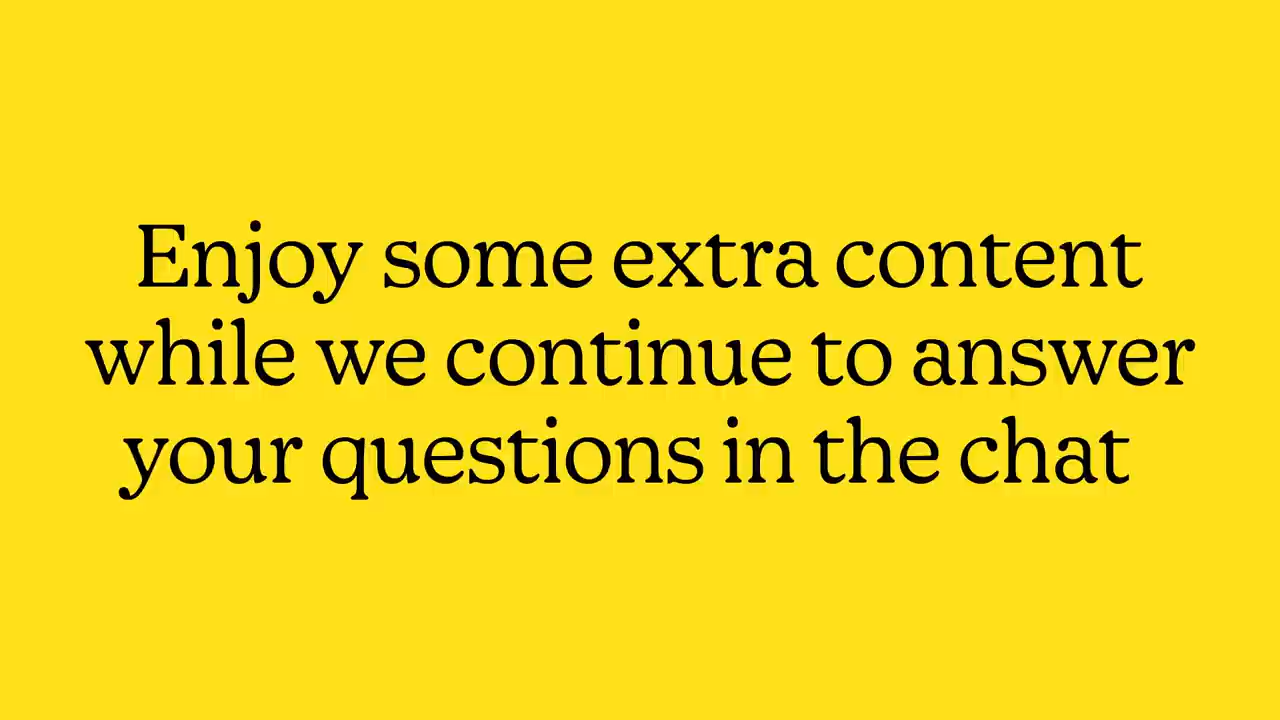 Enjoy some extra content
while we continue to answer
your questions in the chat